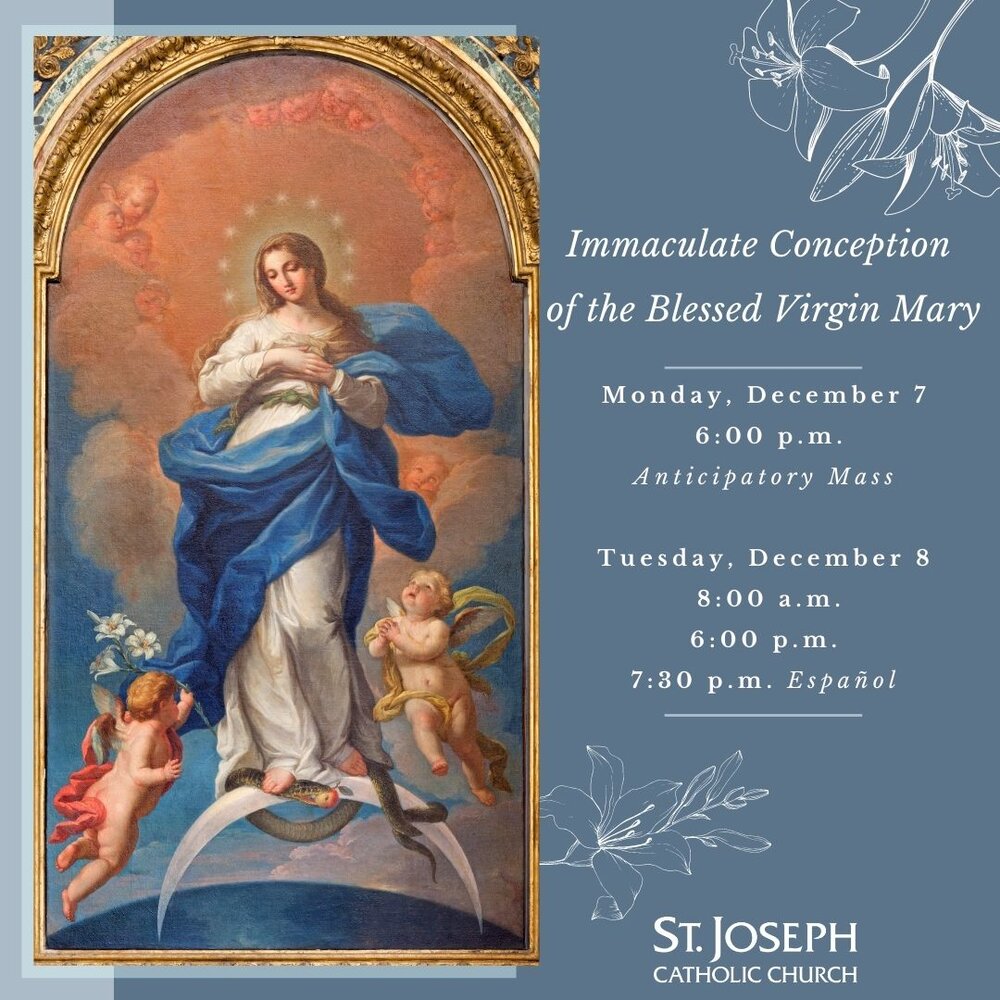 Immaculate Conception
of the Blessed Virgin Mary
Monday, December 7
6:00 p.m.
Anticipatory Mass
Tuesday, December 8
8:00 a.m.
6:00 p.m.
7:30 p.m. Español
ST. JOSEPH
CATHOLIC CHURCH